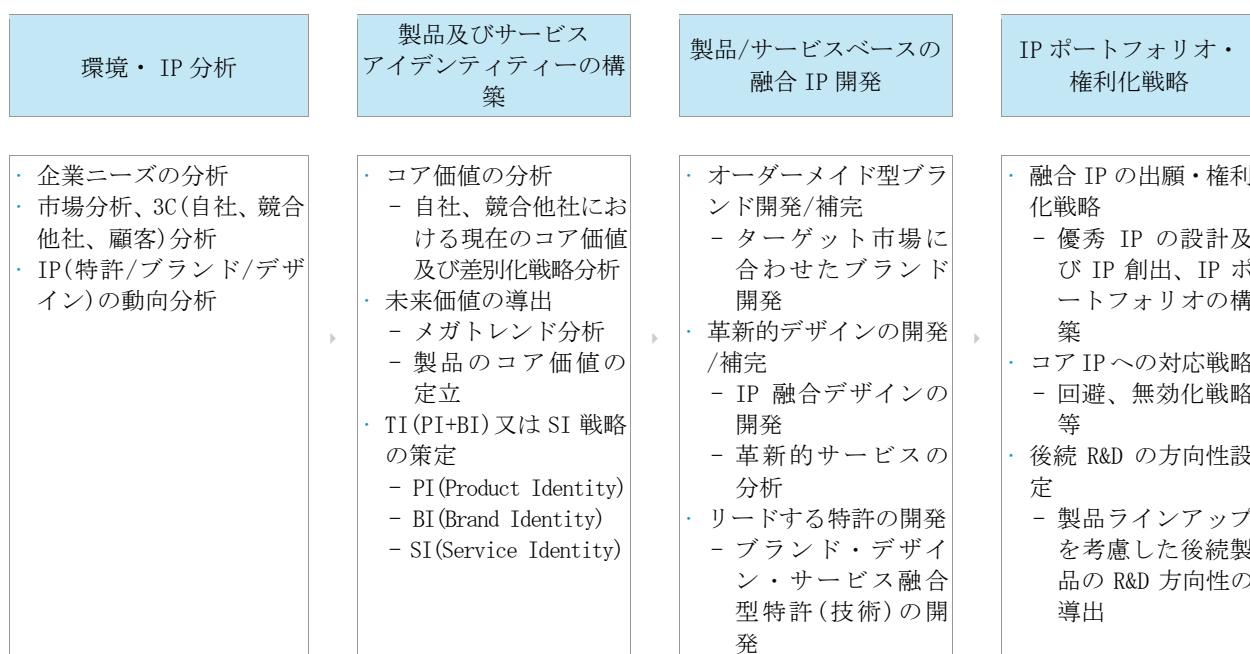 環境・ IP 分析
製品及びサービス
アイデンティティーの構
築
製品/サービスベースの
融合 IP 開発
IP ポートフォリオ・
権利化戦略
· 企業ニーズの分析
· 市場分析、3C(自社、競合
他社、顧客)分析
· IP(特許/ブランド/デザ
イン)の動向分析
· コア価値の分析
− 自社、競合他社にお
ける現在のコア価値
及び差別化戦略分析
· 未来価値の導出
− メガトレンド分析
− 製品のコア価値の
定立
· TI(PI+BI)又は SI 戦略
の策定
− PI(Product Identity)
− BI(Brand Identity)
− SI(Service Identity)
· オーダーメイド型ブラ
ンド開発/補完
− ターゲット市場に
合わせたブランド
開発
· 革新的デザインの開発
/補完
− IP 融合デザインの
開発
− 革新的サービスの
分析
· リードする特許の開発
− ブランド・デザイ
ン・サービス融合
型特許(技術)の開
発
· 融合 IP の出願・権利
化戦略
− 優秀 IP の設計及
び IP 創出、IP ポ
ートフォリオの構
築
· コア IP への対応戦略
− 回避、無効化戦略
等
· 後続 R&D の方向性設
定
− 製品ラインアップ
を考慮した後続製
品の R&D 方向性の
導出